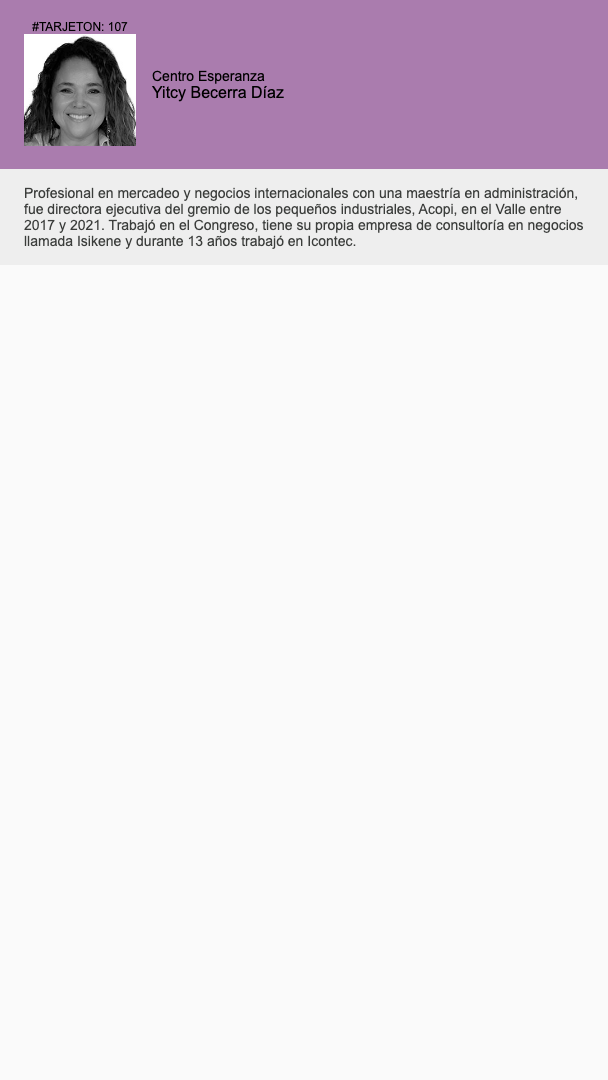 #TARJETON: 107
Centro Esperanza
Yitcy Becerra Díaz
Profesional en mercadeo y negocios internacionales con una maestría en administración,
fue directora ejecutiva del gremio de los pequeños industriales, Acopi, en el Valle entre
2017 y 2021. Trabajó en el Congreso, tiene su propia empresa de consultoría en negocios
llamada Isikene y durante 13 años trabajó en Icontec.